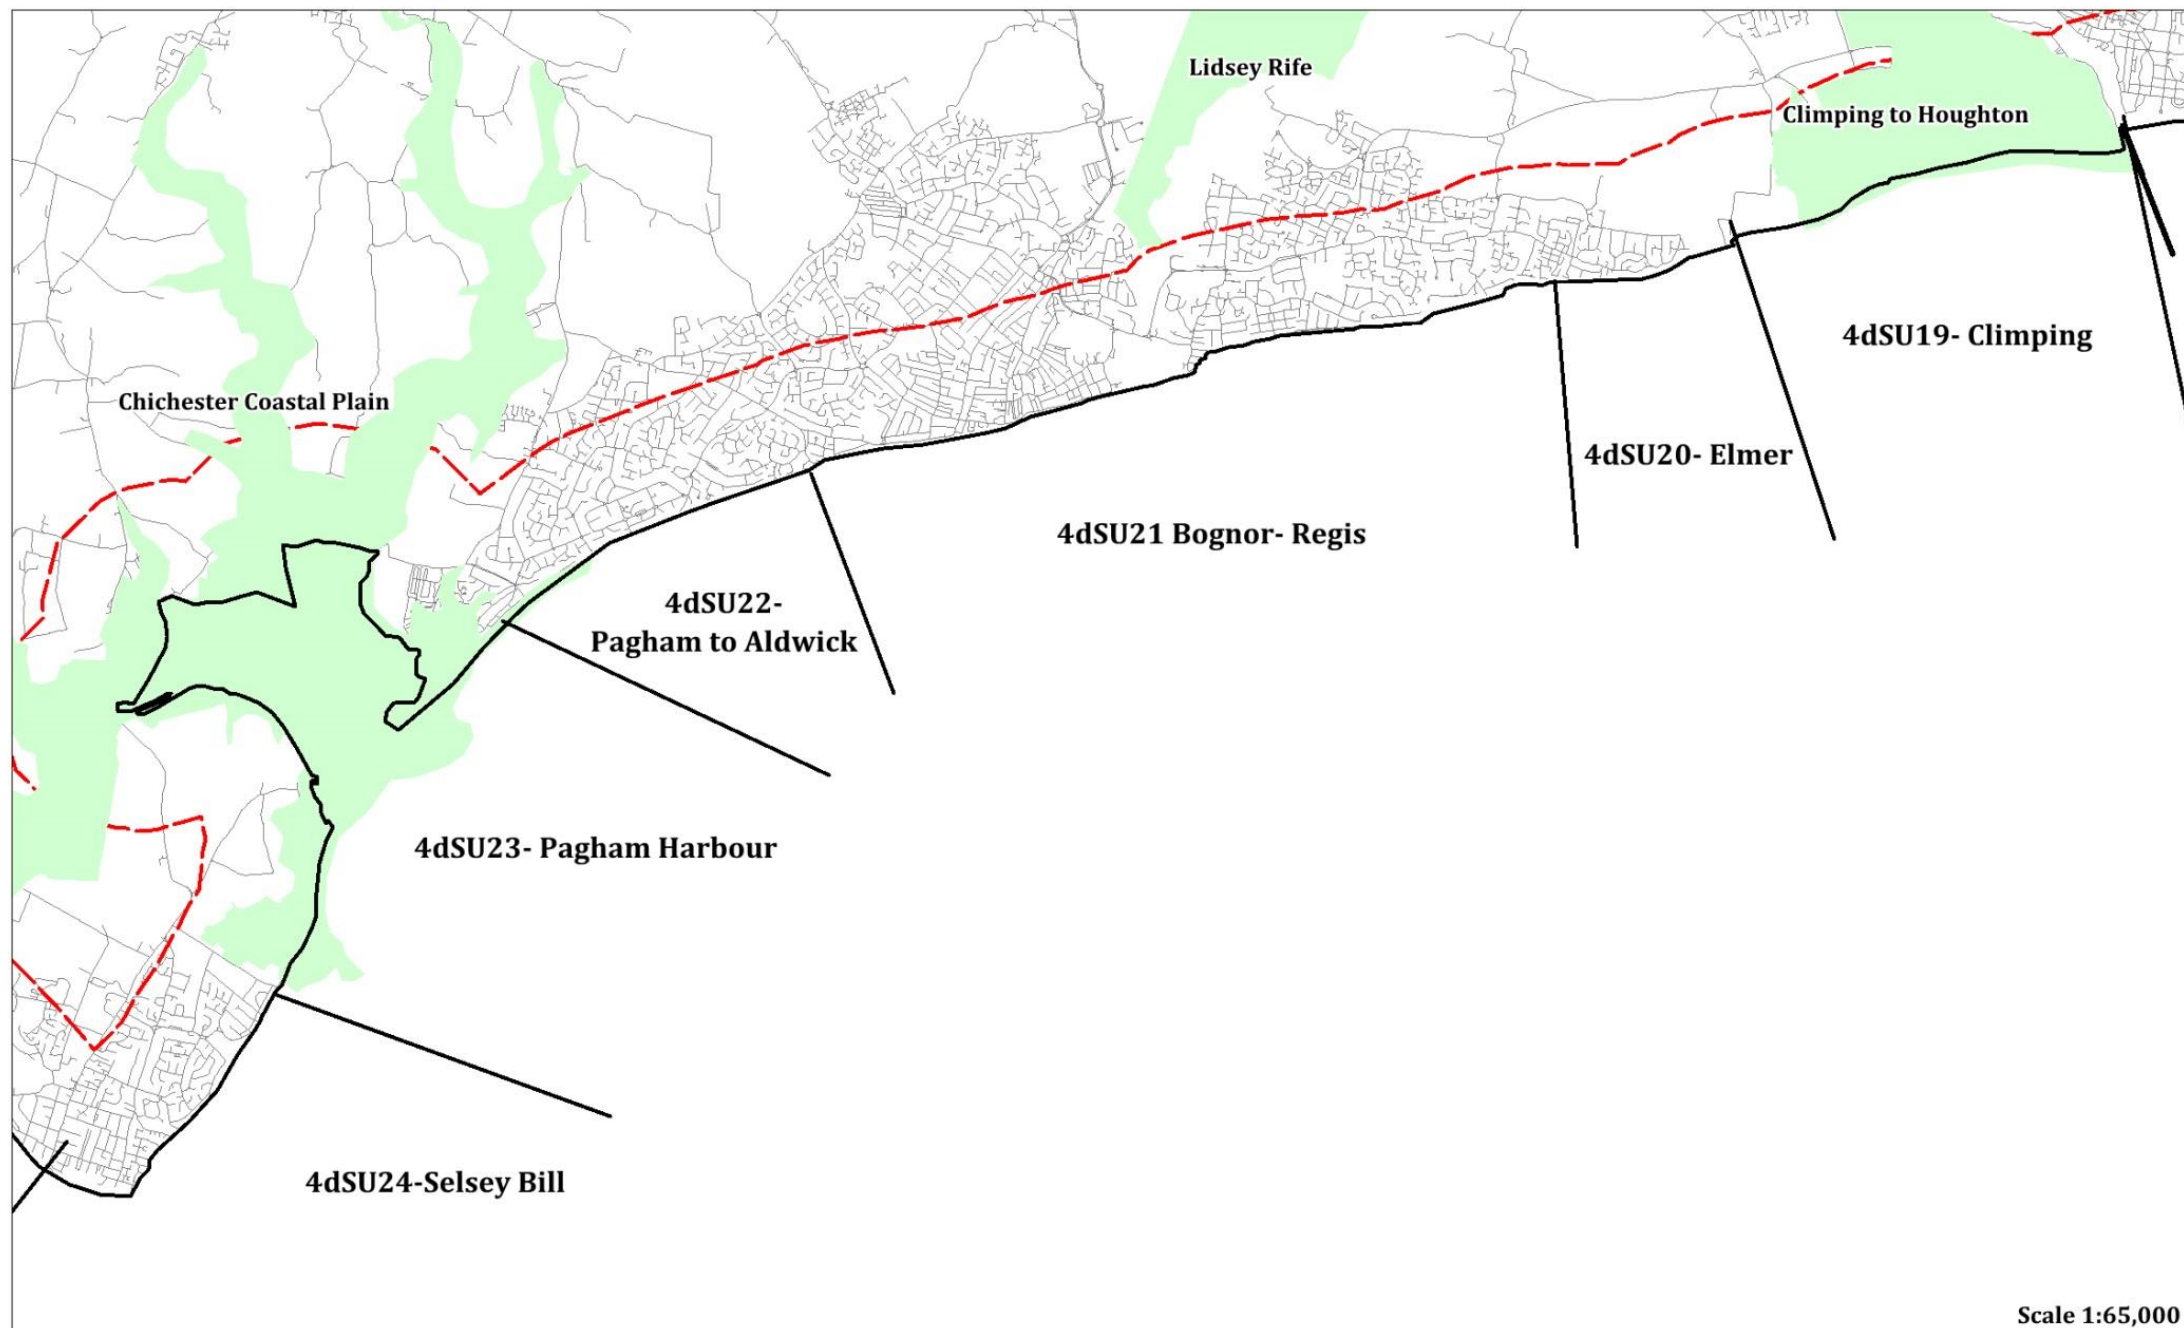 Lidsey Rife
Climping to Houghton
4dSU19- Climping
Chichester Coastal Plain
4dSU20- Elmer
4dSU21 Bognor- Regis
4dSU22-
Pagham to Aldwick
4dSU23- Pagham Harbour
4dSU24-Selsey Bill
Scale 1:65,000